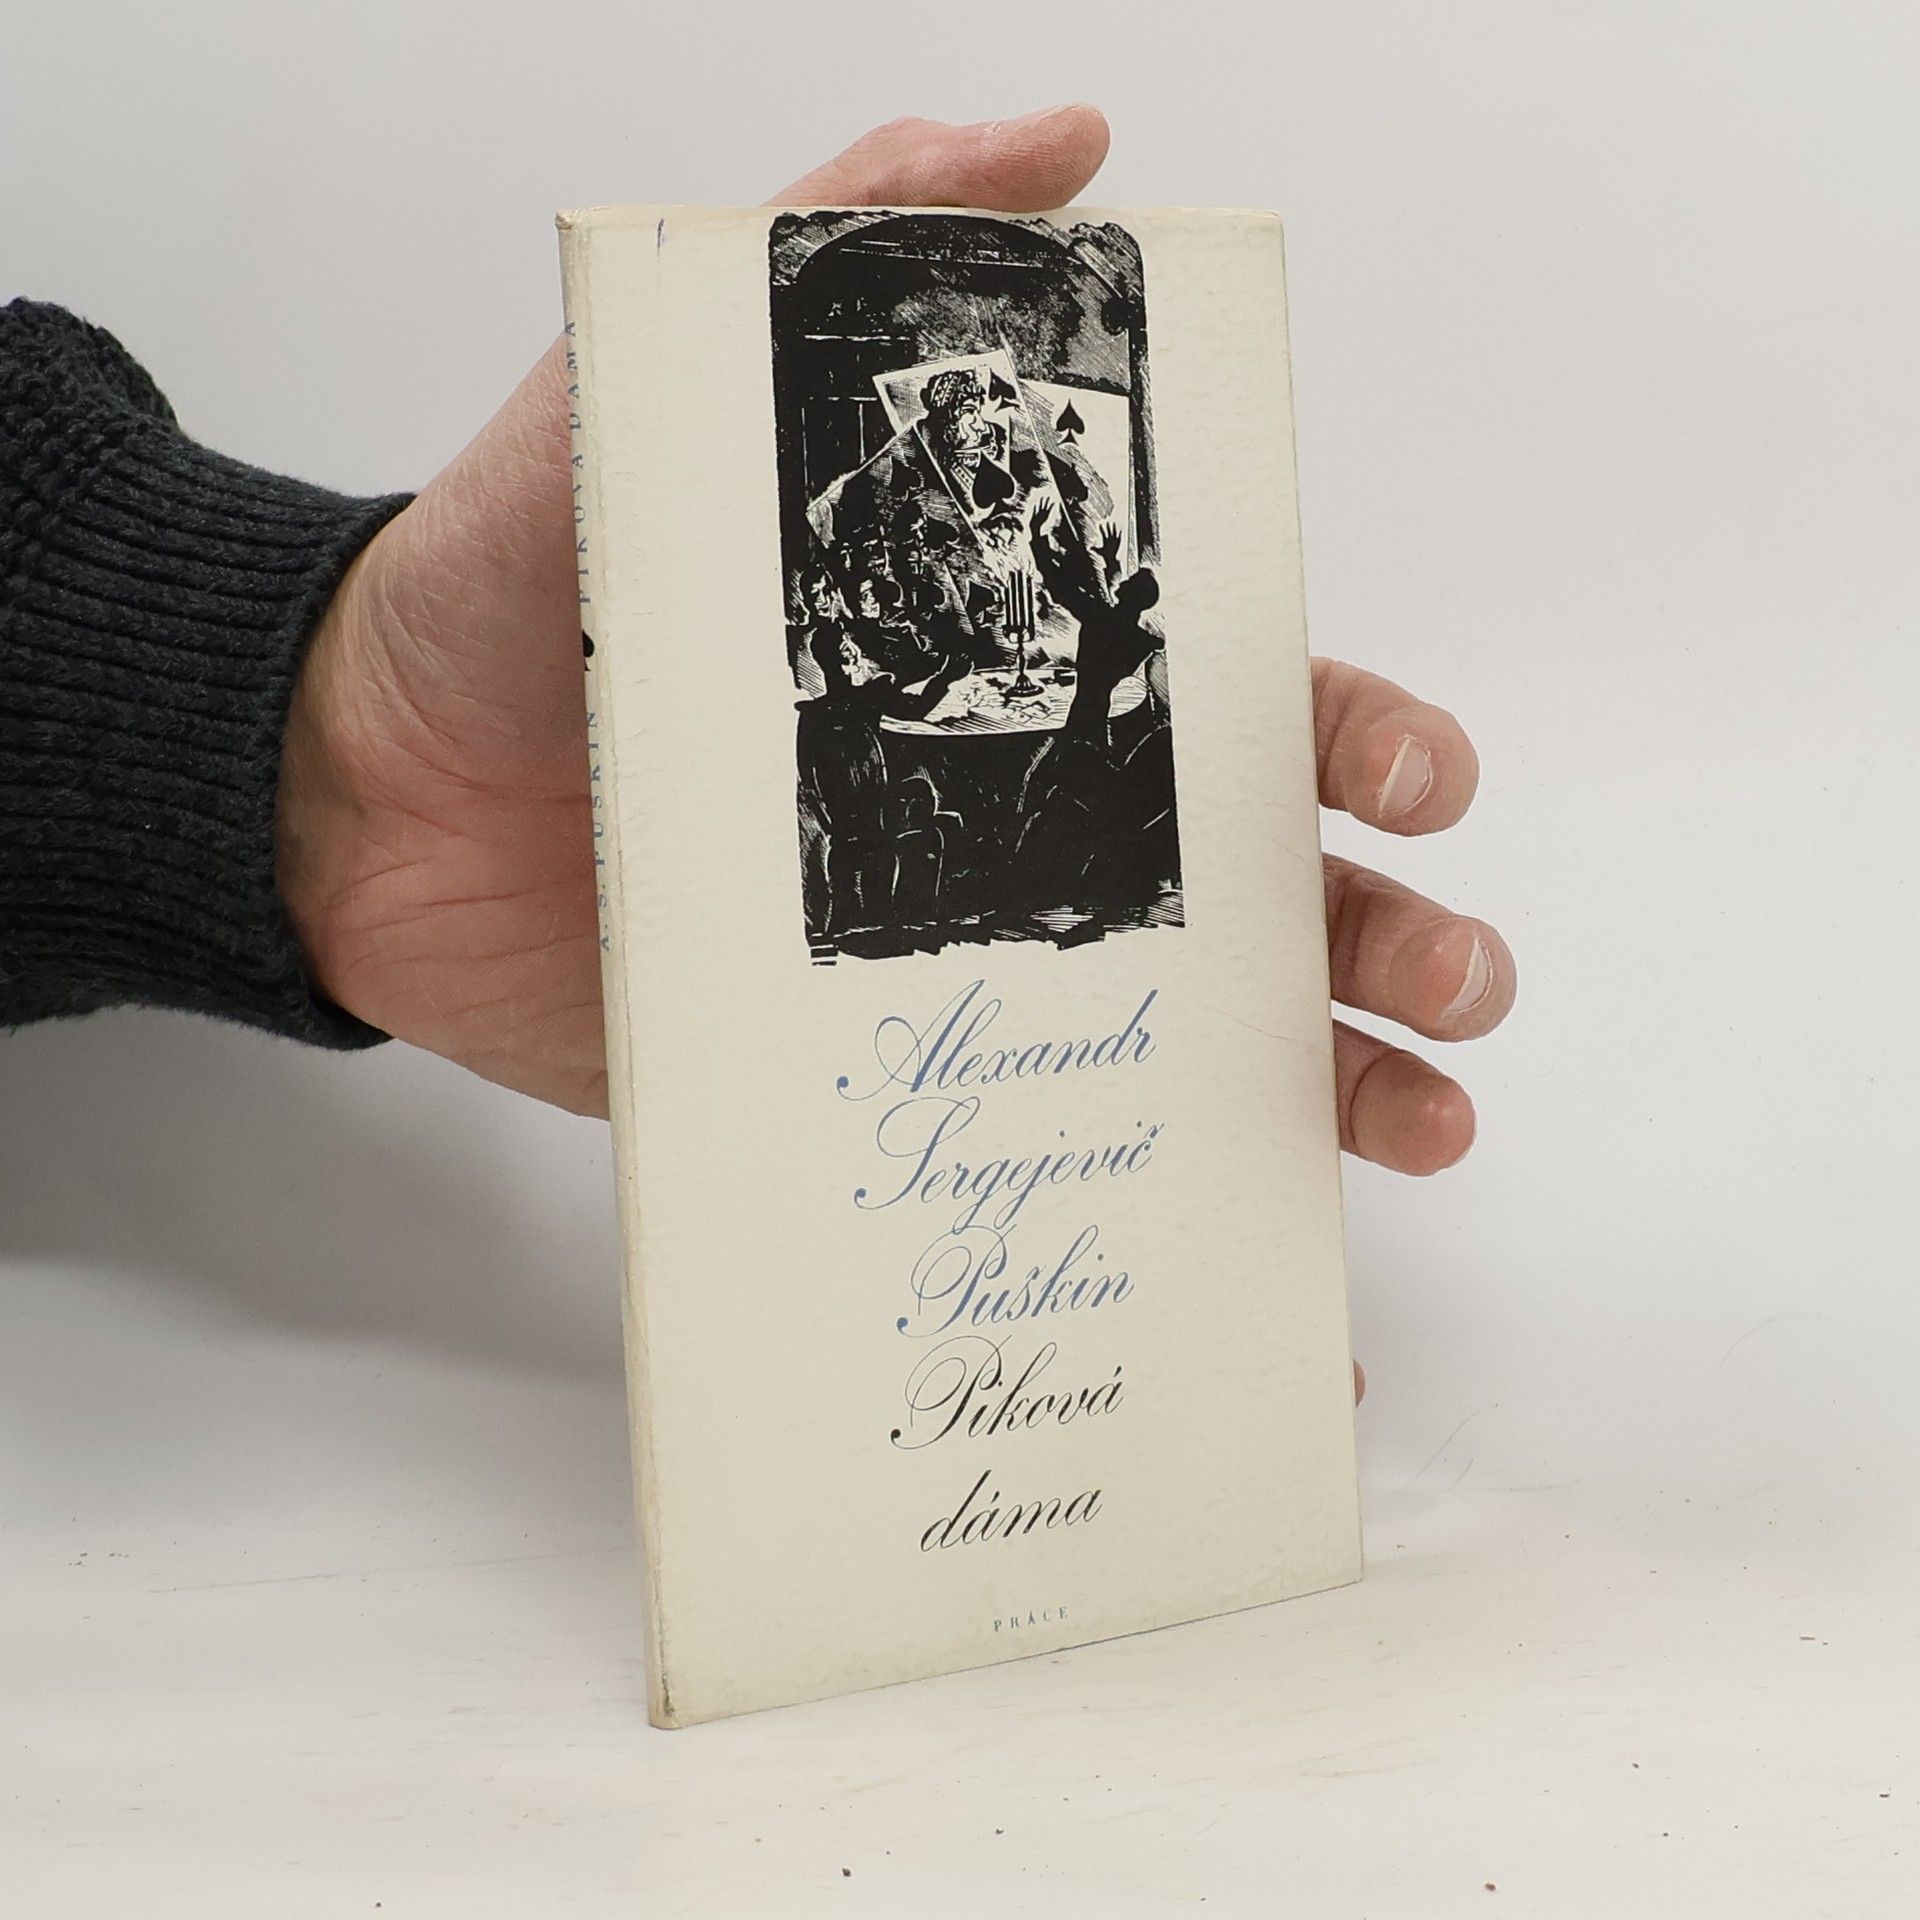 A. S. PUŠKIN PIKOVÁ DÁMA
Alexandr
Sergejevič
Puškin
Piková
dáma
PRÁCE